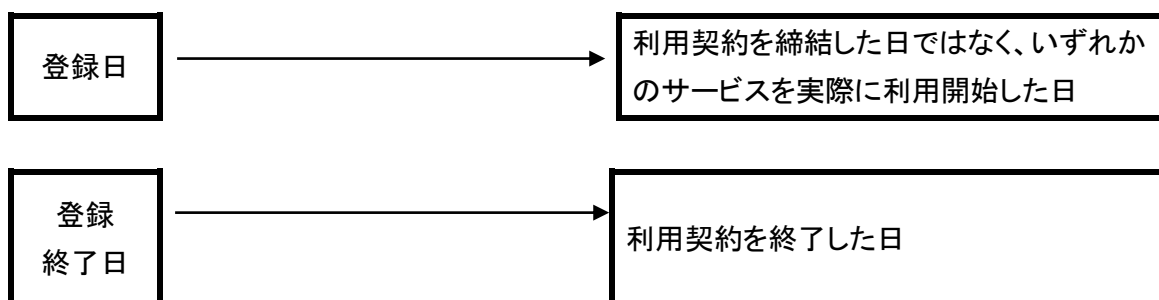 登録日
利用契約を締結した日ではなく、いずれか
のサービスを実際に利用開始した日
登録
終了日
利用契約を終了した日